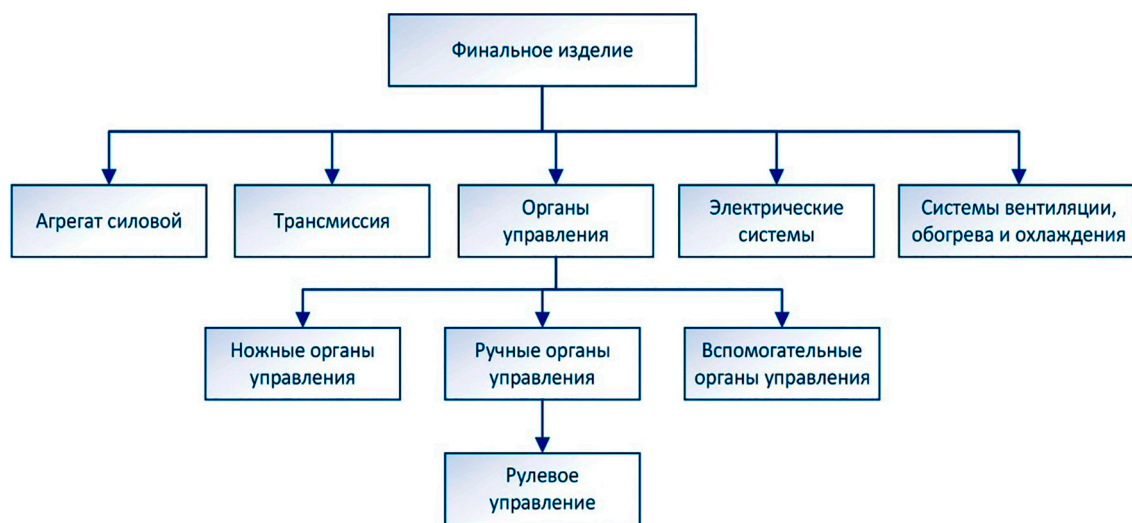 Финальное изделие
Агрегат силовой
Трансмиссия
Органы
управления
Электрические
системы
Системы вентиляции,
обогрева и охлаждения
Ножные органы
управления
Ручные органы
управления
Вспомогательные
органы управления
Рулевое
управление